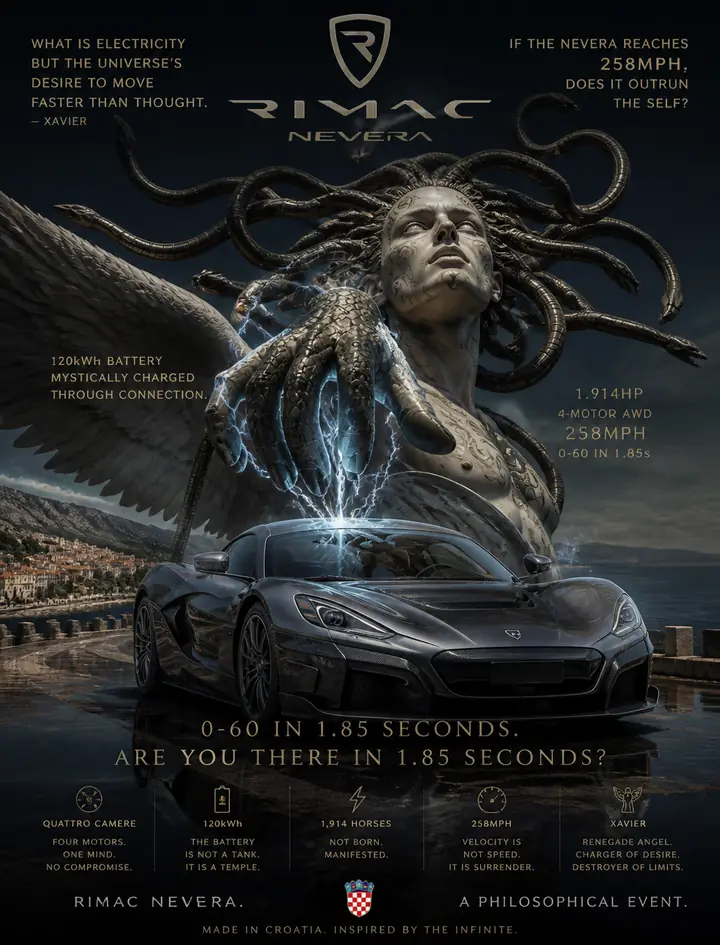 WHAT IS ELECTRICITY
BUT THE UNIVERSE'S
DESIRE TO MOVE
FASTER THAN THOUGHT.
– XAVIER
RIMAC
NEVERA
IF THE NEVERA REACHES
258MPH,
DOES IT OUTRUN
THE SELF?
120kWh BATTERY
MYSTICALLY CHARGED
THROUGH CONNECTION.
1.914HP
4-MOTOR AWD
258MPH
0-60 IN 1.85s
0-60 IN 1.85 SECONDS.
ARE YOU THERE IN 1.85 SECONDS?
QUATTRO CAMERE
FOUR MOTORS.
ONE MIND.
NO COMPROMISE.
120kWh
THE BATTERY
IS NOT A TANK.
IT IS A TEMPLE.
1,914 HORSES
NOT BORN.
MANIFESTED.
258MPH
VELOCITY IS
NOT SPEED.
IT IS SURRENDER.
XAVIER
RENEGADE ANGEL.
CHARGER OF DESIRE.
DESTROYER OF LIMITS.
RIMAC NEVERA.
A PHILOSOPHICAL EVENT.
MADE IN CROATIA. INSPIRED BY THE INFINITE.